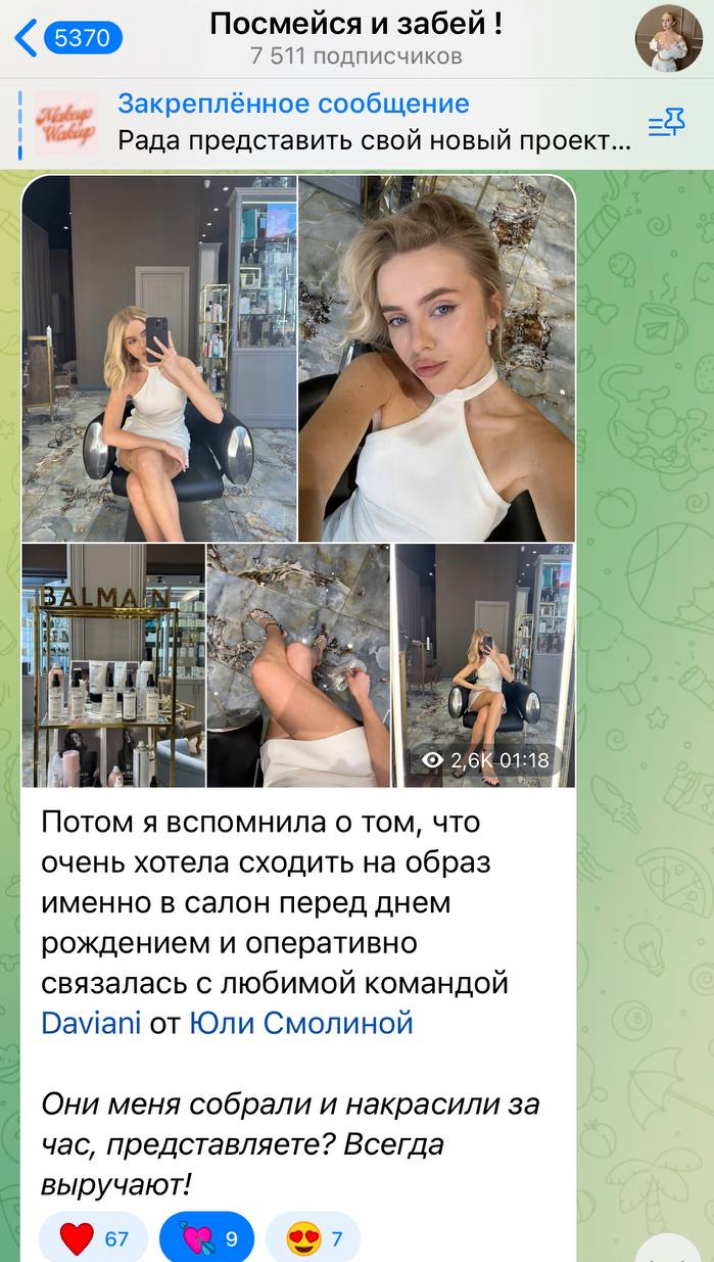 5370
Посмейся и забей !
7 511 подписчиков
Makeup
Wakeup
Закреплённое сообщение
Рада представить свой новый проект...
BALMAIN
2,6K 01:18
Потом я вспомнила о том, что
очень хотела сходить на образ
именно в салон перед днем
рождением и оперативно
связалась с любимой командой
Daviani от Юли Смолиной
Они меня собрали и накрасили за
час, представляете? Всегда
выручают!
67
9
7